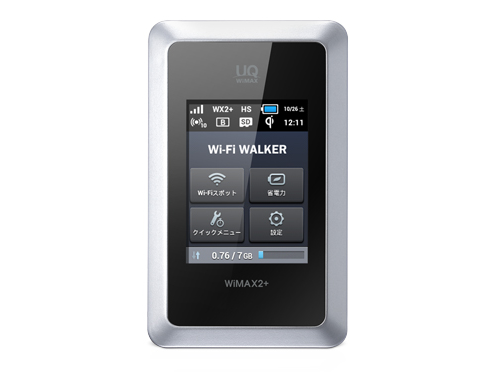 UQ
WiMAX
WX2+ HS 10/26 土
10 B SD 12:11
Wi-Fi WALKER
Wi-Fiスポット 省電力
クイックメニュー 設定
0.76 / 7GB
WiMAX2+